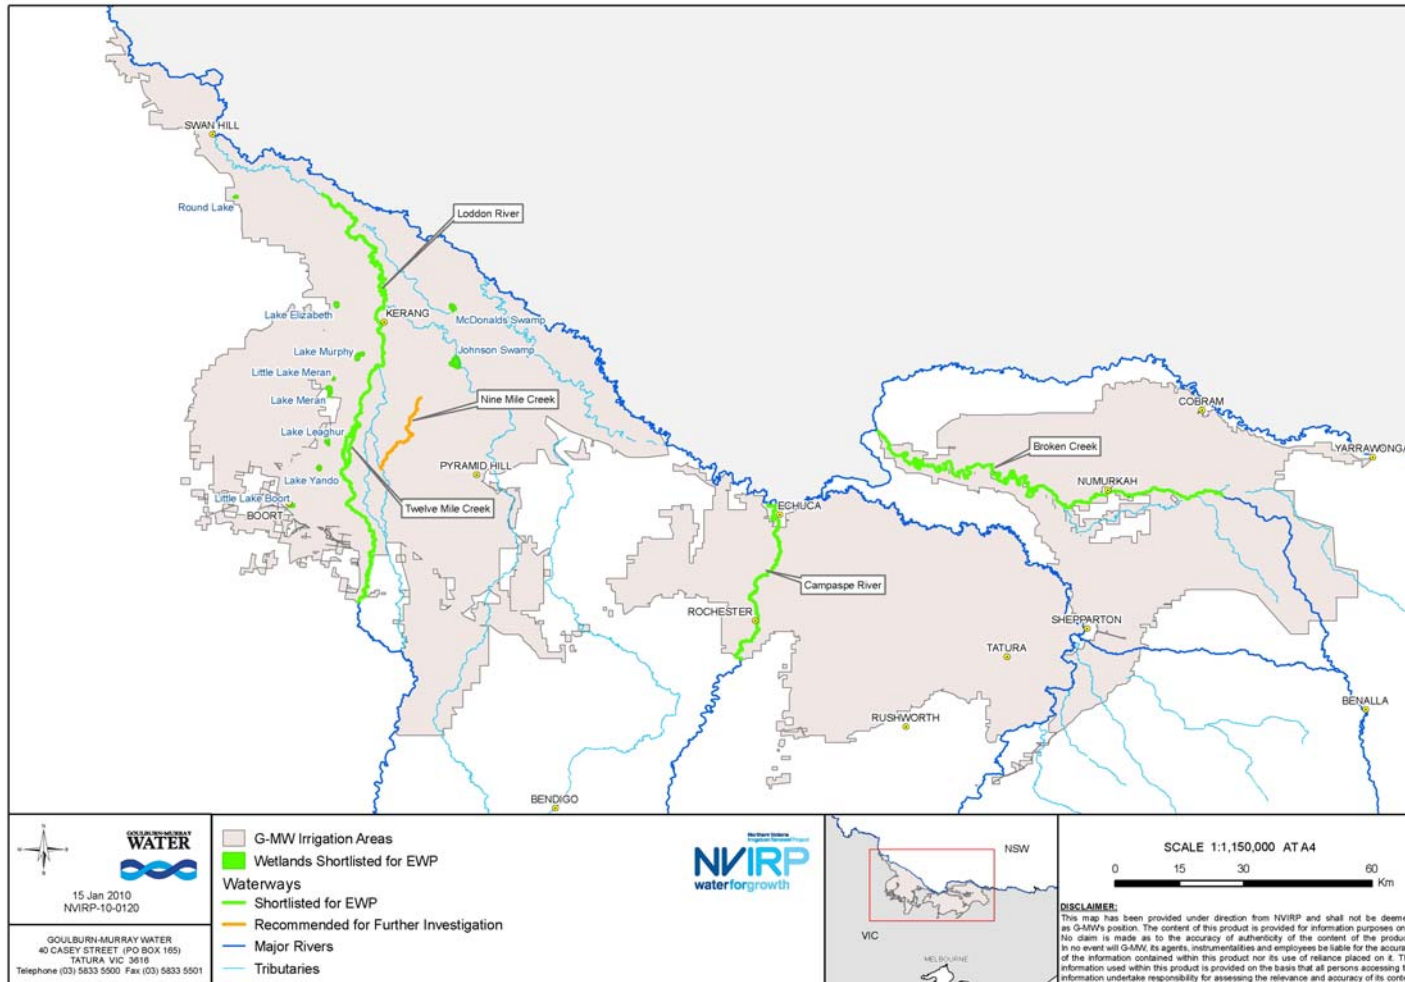 SWAN HILL
Round Lake
Loddon River
Lake Elizabeth
KERANG
McDonalds Swamp
Lake Murphy
Johnson Swamp
Little Lake Meran
Lake Meran
Nine Mile Creek
COBRAM
Lake Leaghur
Broken Creek
YARRAWONGA
PYRAMID HILL
Lake Yando
NUMURKAH
Little Lake Boort
BOORT
Twelve Mile Creek
ECHUCA
Campaspe River
ROCHESTER
SHEPPARTON
TATURA
BENALLA
RUSHWORTH
BENDIGO
N
GOULBURN-MURRAY
WATER
15 Jan 2010
NVIRP-10-0120
GOULBURN-MURRAY WATER
40 CASEY STREET (PO BOX 165)
TATURA VIC 3616
Telephone (03) 5833 5500 Fax (03) 5833 5501
G-MW Irrigation Areas
Wetlands Shortlisted for EWP
Waterways
Shortlisted for EWP
Recommended for Further Investigation
Major Rivers
Tributaries
Northern Victoria
Irrigation Renewal Project
NVIRP
waterforgrowth
NSW
VIC
MELBOURNE
SCALE 1:1,150,000 AT A4
0 15 30 60
Km
DISCLAIMER:
This map has been provided under direction from NVIRP and shall not be deeme
as G-MW's position. The content of this product is provided for information purposes on
No claim is made as to the accuracy of authenticity of the content of the produc
In no event will G-MW, its agents, instrumentalities and employees be liable for the accura
of the information contained within this product nor its use of reliance placed on it. Th
information used within this product is provided on the basis that all persons accessing t
information undertake responsibility for assessing the relevance and accuracy of its conte